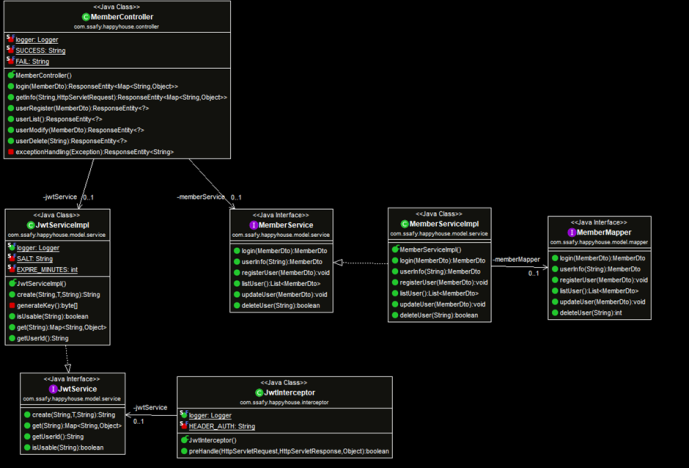 <<Java Class>>
MemberController
com.ssafy.happyhouse.controller
logger: Logger
SUCCESS: String
FAIL: String
MemberController()
login(MemberDto):ResponseEntity<Map<String,Object>>
getInfo(String,HttpServletRequest):ResponseEntity<Map<String,Object>>
userRegister(MemberDto):ResponseEntity<?>
userList():ResponseEntity<?>
userModify(MemberDto):ResponseEntity<?>
userDelete(String):ResponseEntity<?>
exceptionHandling(Exception):ResponseEntity<String>
-jwtService
0..1
-memberService
0..1
<<Java Class>>
JwtServiceImpl
com.ssafy.happyhouse.model.service
logger: Logger
SALT: String
EXPIRE_MINUTES: int
JwtServiceImpl()
create(String,T,String):String
generateKey():byte[]
isUsable(String):boolean
get(String):Map<String,Object>
getUserId():String
<<Java Interface>>
MemberService
com.ssafy.happyhouse.model.service
login(MemberDto):MemberDto
userInfo(String):MemberDto
registerUser(MemberDto):void
listUser():List<MemberDto>
updateUser(MemberDto):void
deleteUser(String):boolean
<<Java Class>>
MemberServiceImpl
com.ssafy.happyhouse.model.service
MemberServiceImpl()
login(MemberDto):MemberDto
userInfo(String):MemberDto
registerUser(MemberDto):void
listUser():List<MemberDto>
updateUser(MemberDto):void
deleteUser(String):boolean
-memberMapper
0..1
<<Java Interface>>
MemberMapper
com.ssafy.happyhouse.model.mapper
login(MemberDto):MemberDto
userInfo(String):MemberDto
registerUser(MemberDto):void
listUser():List<MemberDto>
updateUser(MemberDto):void
deleteUser(String):int
<<Java Interface>>
JwtService
com.ssafy.happyhouse.model.service
create(String,T,String):String
get(String):Map<String,Object>
getUserId():String
isUsable(String):boolean
-jwtService
0..1
<<Java Class>>
JwtInterceptor
com.ssafy.happyhouse.interceptor
logger: Logger
HEADER_AUTH: String
JwtInterceptor()
preHandle(HttpServletRequest,HttpServletResponse,Object):boolean